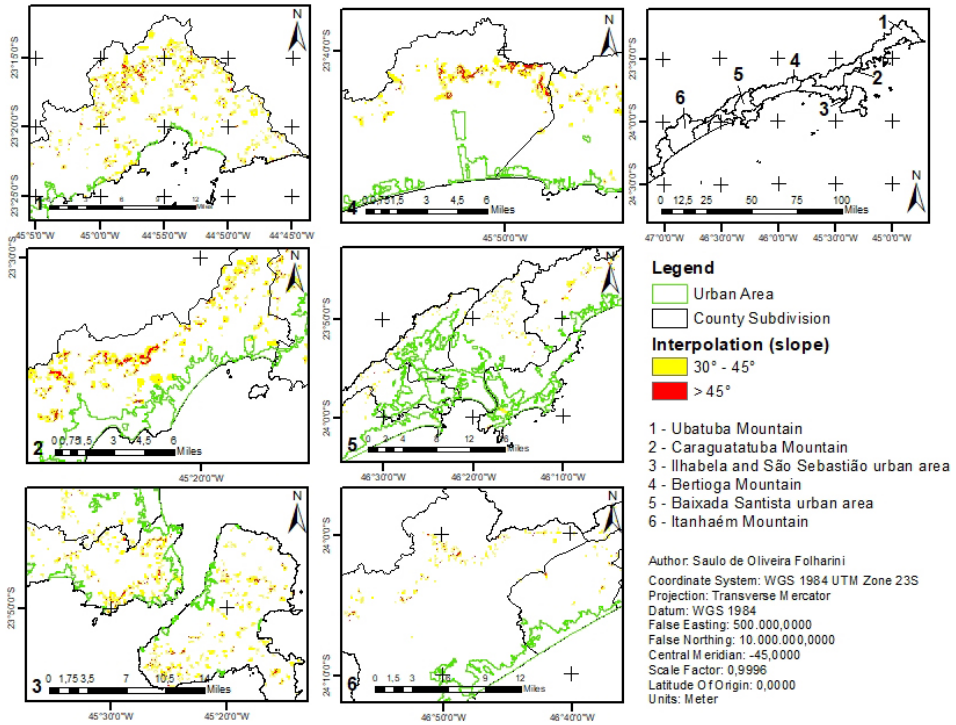 N
23°15'0"S
23°20'0"S
23°25'0"S
1
12
Miles
45°5'0"W 45°0'0"W 44°55'0"W 44°50'0"W 44°45'0"W
N
23°40'0"S
4
0 0,75 1,5 3 4,5 6
Miles
45°50'0"W
1
2
3
4
5
6
23°30'0"S
24°0'0"S
24°30'0"S
N
0 12,5 25 50 75 100
Miles
47°0'0"W 46°30'0"W 46°0'0"W 45°30'0"W 45°0'0"W
N
23°30'0"S
2
0 0,75 1,5 3 4,5 6
Miles
45°20'0"W
N
23°50'0"S
24°0'0"S
5
0 2 4 8 12 16
Miles
46°30'0"W 46°20'0"W 46°10'0"W
Legend
Urban Area
County Subdivision
Interpolation (slope)
30° - 45°
> 45°
1 - Ubatuba Mountain
2 - Caraguatatuba Mountain
3 - Ilhabela and São Sebastião urban area
4 - Bertioga Mountain
5 - Baixada Santista urban area
6 - Itanhaém Mountain
N
23°50'0"S
3
0 1,75 3,5 7 10,5 14
Miles
45°30'0"W 45°20'0"W
N
24°0'0"S
24°10'0"S
6
0 1,5 3 6 9 12
Miles
46°50'0"W 46°40'0"W
Author: Saulo de Oliveira Folharini
Coordinate System: WGS 1984 UTM Zone 23S
Projection: Transverse Mercator
Datum: WGS 1984
False Easting: 500.000,0000
False Northing: 10.000.000,0000
Central Meridian: -45,0000
Scale Factor: 0,9996
Latitude Of Origin: 0,0000
Units: Meter